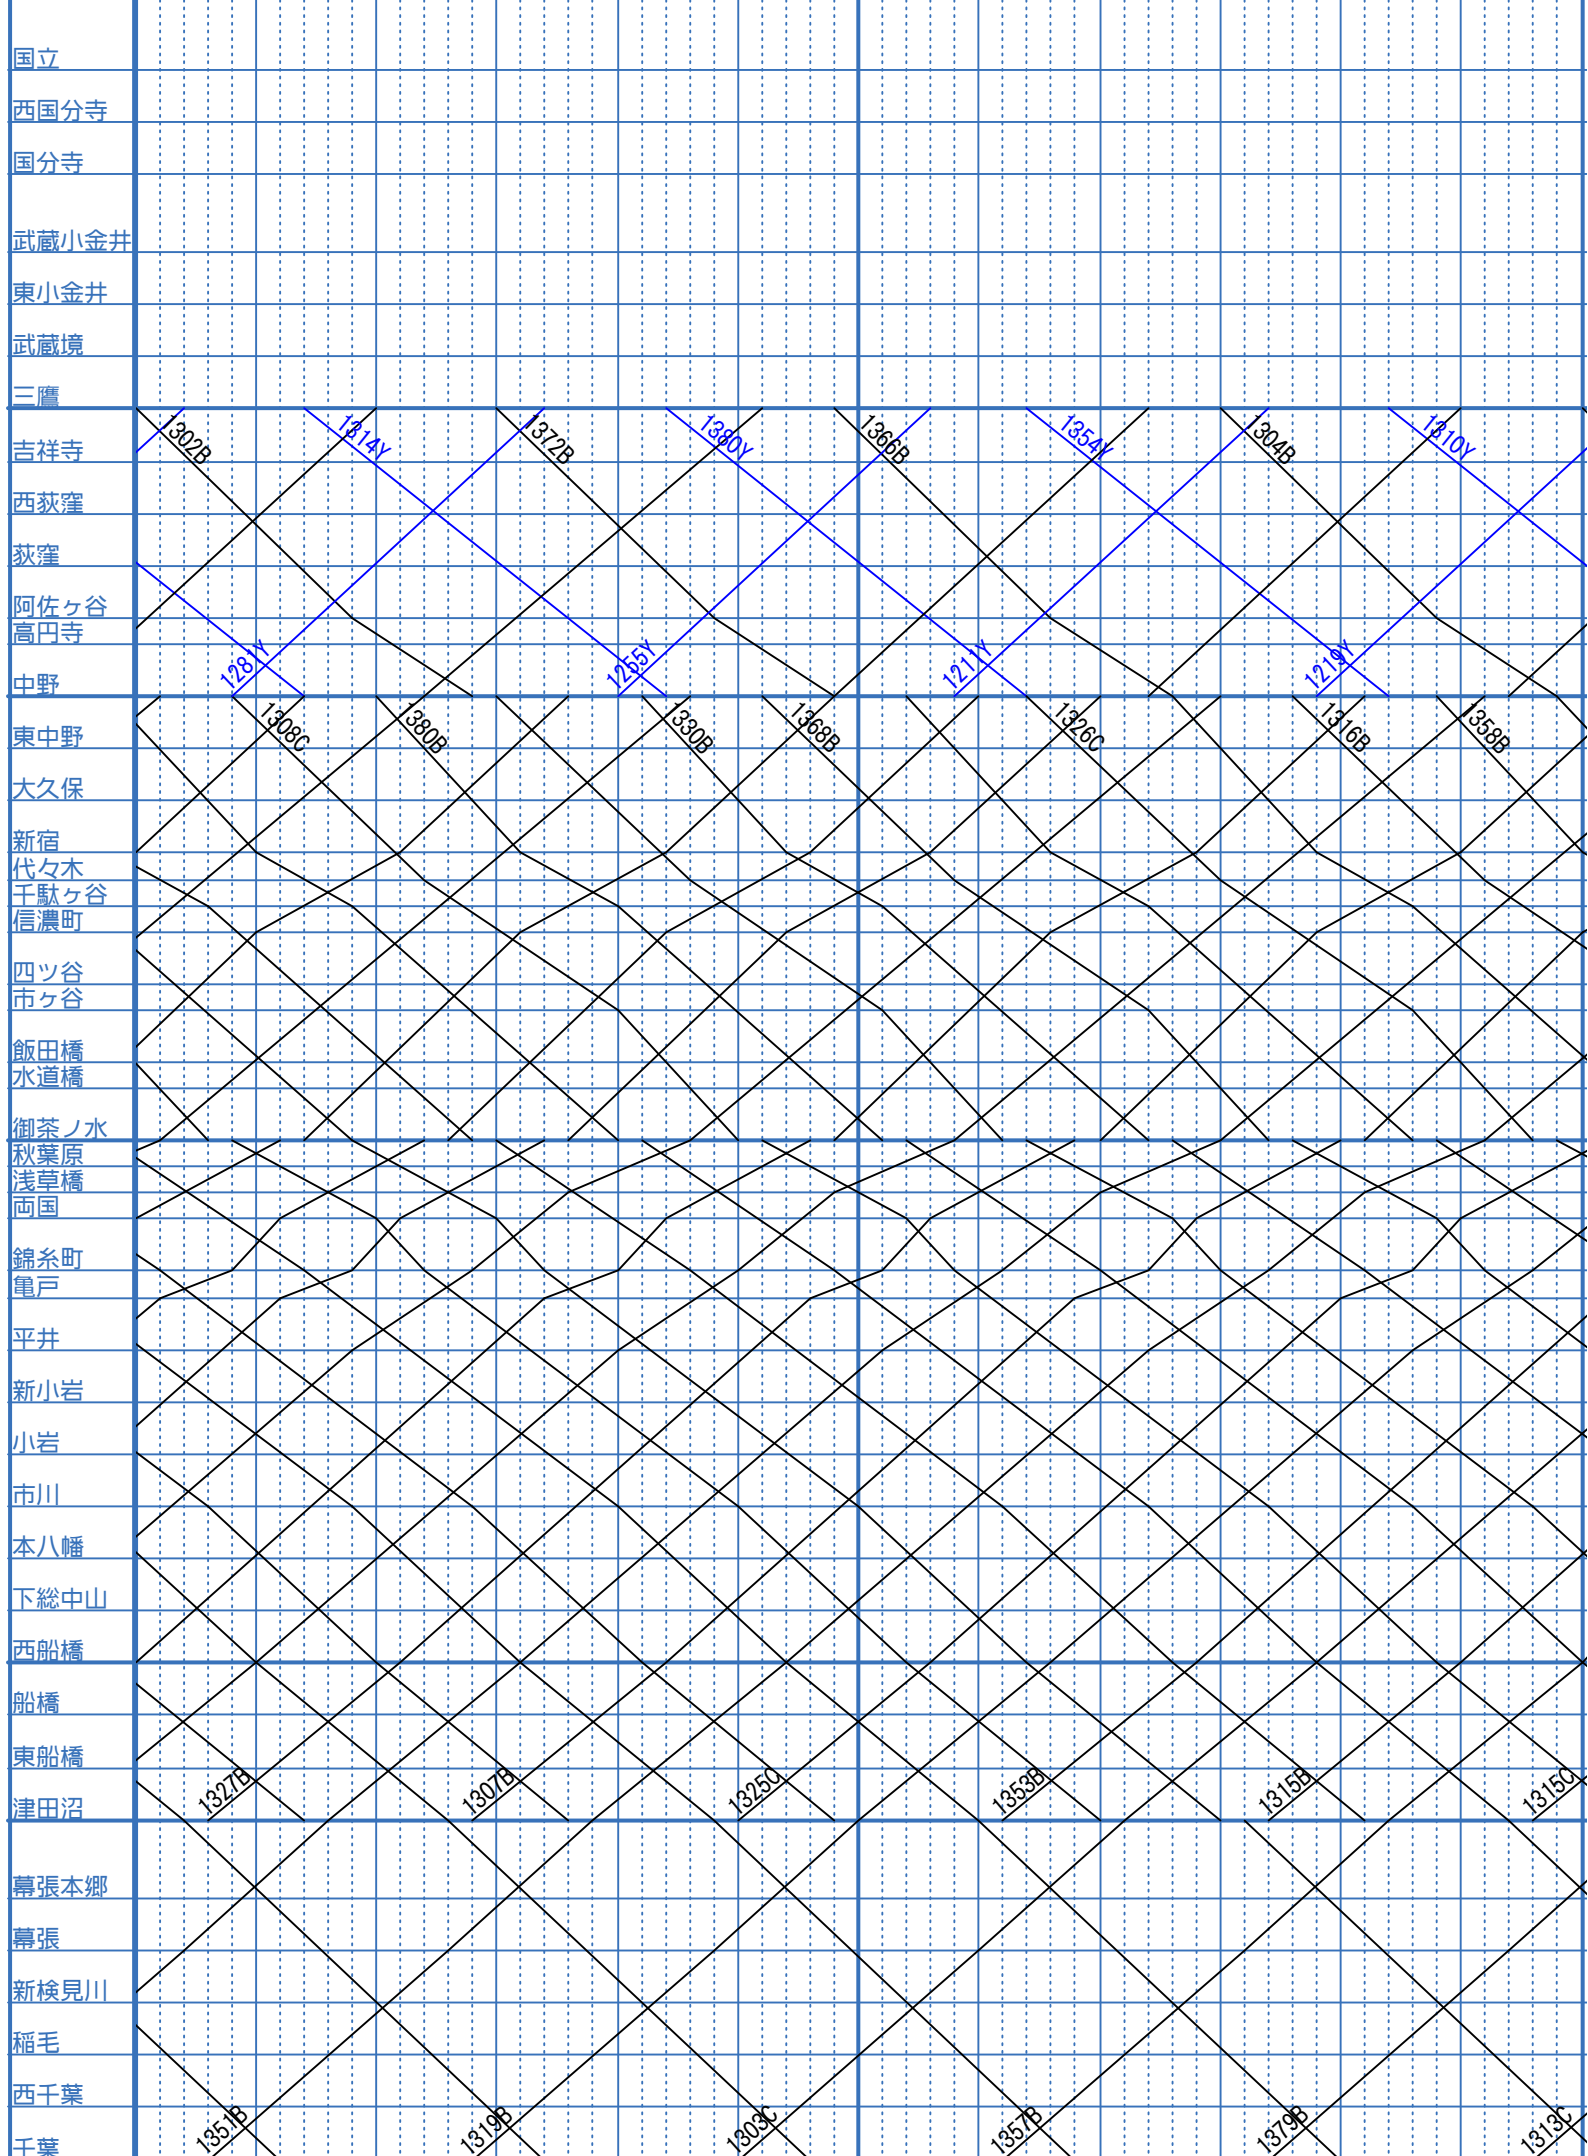 国立
西国分寺
国分寺
武蔵小金井
東小金井
武蔵境
三鷹
1302B
1314Y
1372B
1380Y
1366B
1354Y
1304B
1310Y
吉祥寺
西荻窪
荻窪
阿佐ヶ谷
高円寺
1281Y
1255Y
1211Y
1219Y
中野
1308C
1380B
1330B
1368B
1326C
1316B
1358B
東中野
大久保
新宿
代々木
千駄ヶ谷
信濃町
四ツ谷
市ヶ谷
飯田橋
水道橋
御茶ノ水
秋葉原
浅草橋
両国
錦糸町
亀戸
平井
新小岩
小岩
市川
本八幡
下総中山
西船橋
船橋
東船橋
1327B
1307B
1325C
1353B
1315B
1315C
津田沼
幕張本郷
幕張
新検見川
稲毛
西千葉
1351B
1319B
1303C
1357B
1379B
1313C
千葉